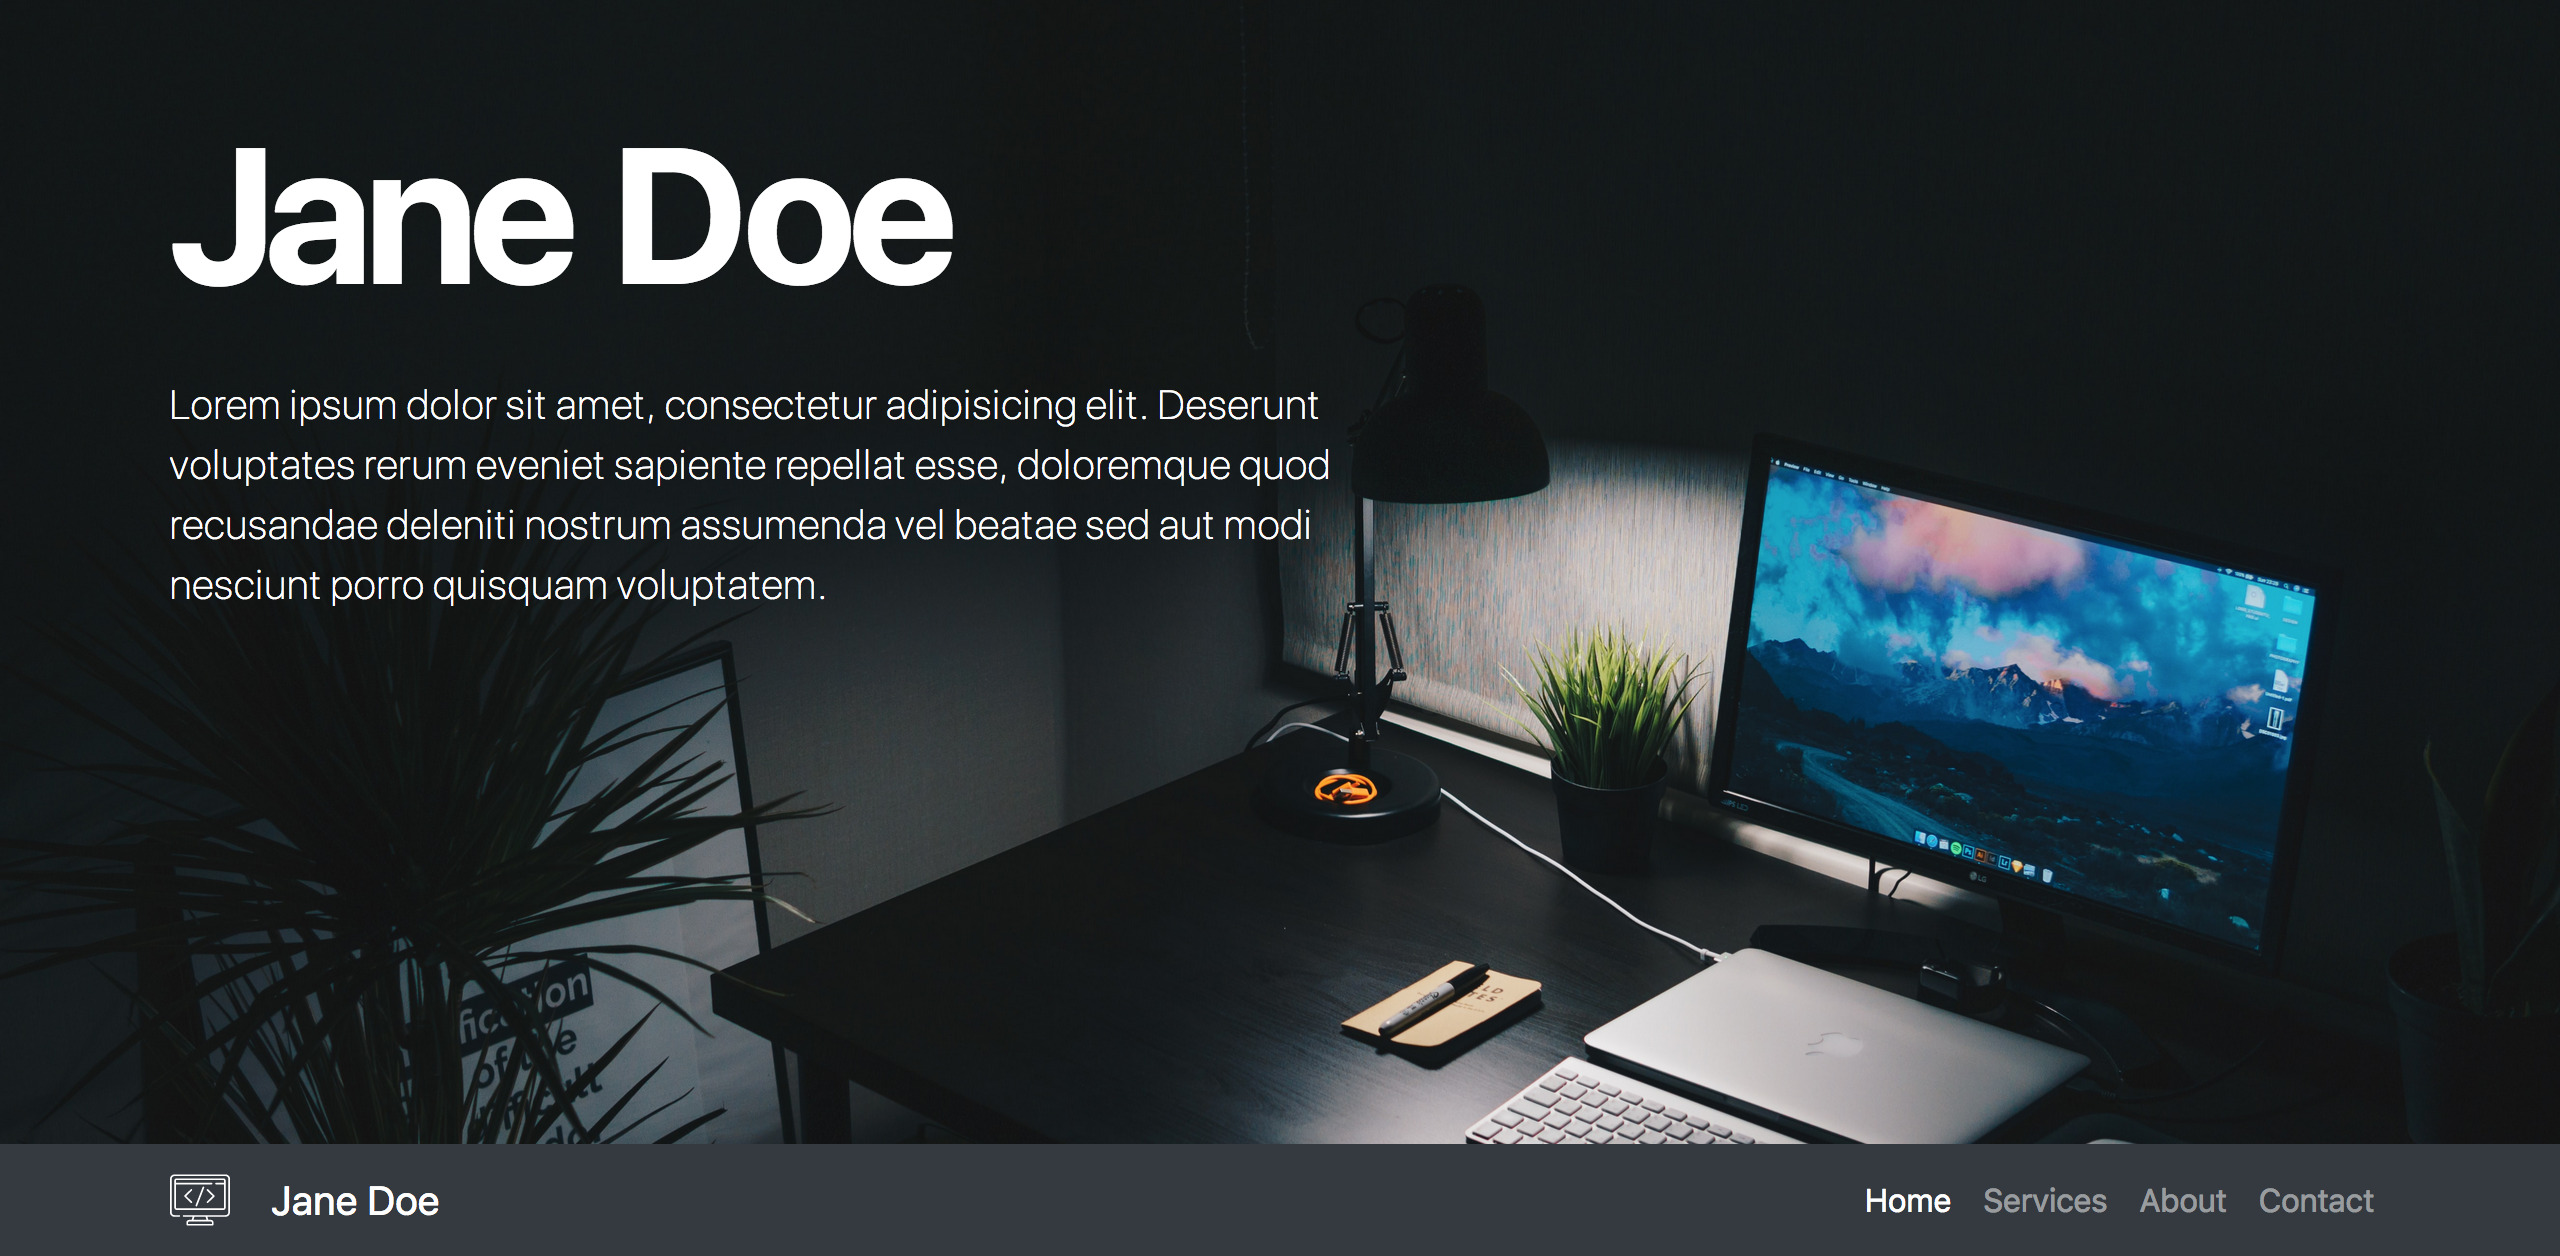 Jane Doe
Lorem ipsum dolor sit amet, consectetur adipisicing elit. Deserunt
voluptates rerum eveniet sapiente repellat esse, doloremque quod
recusandae deleniti nostrum assumenda vel beatae sed aut modi
nesciunt porro quisquam voluptatem.
LG
</>
Jane Doe
Home Services About Contact